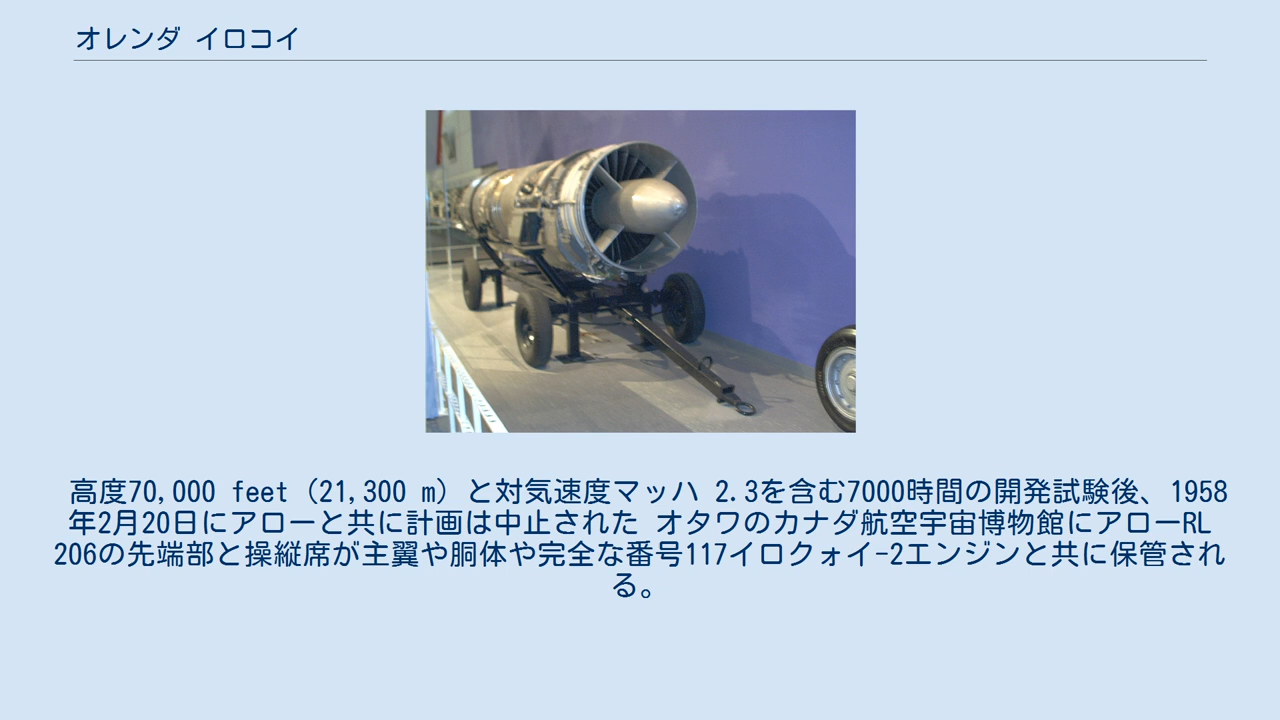 オレンダ イロコイ
高度70,000 feet（21,300 m）と対気速度マッハ 2.3を含む7000時間の開発試験後、1958
年2月20日にアローと共に計画は中止された オタワのカナダ航空宇宙博物館にアローRL
206の先端部と操縦席が主翼や胴体や完全な番号117イロクォイ-2エンジンと共に保管され
る。